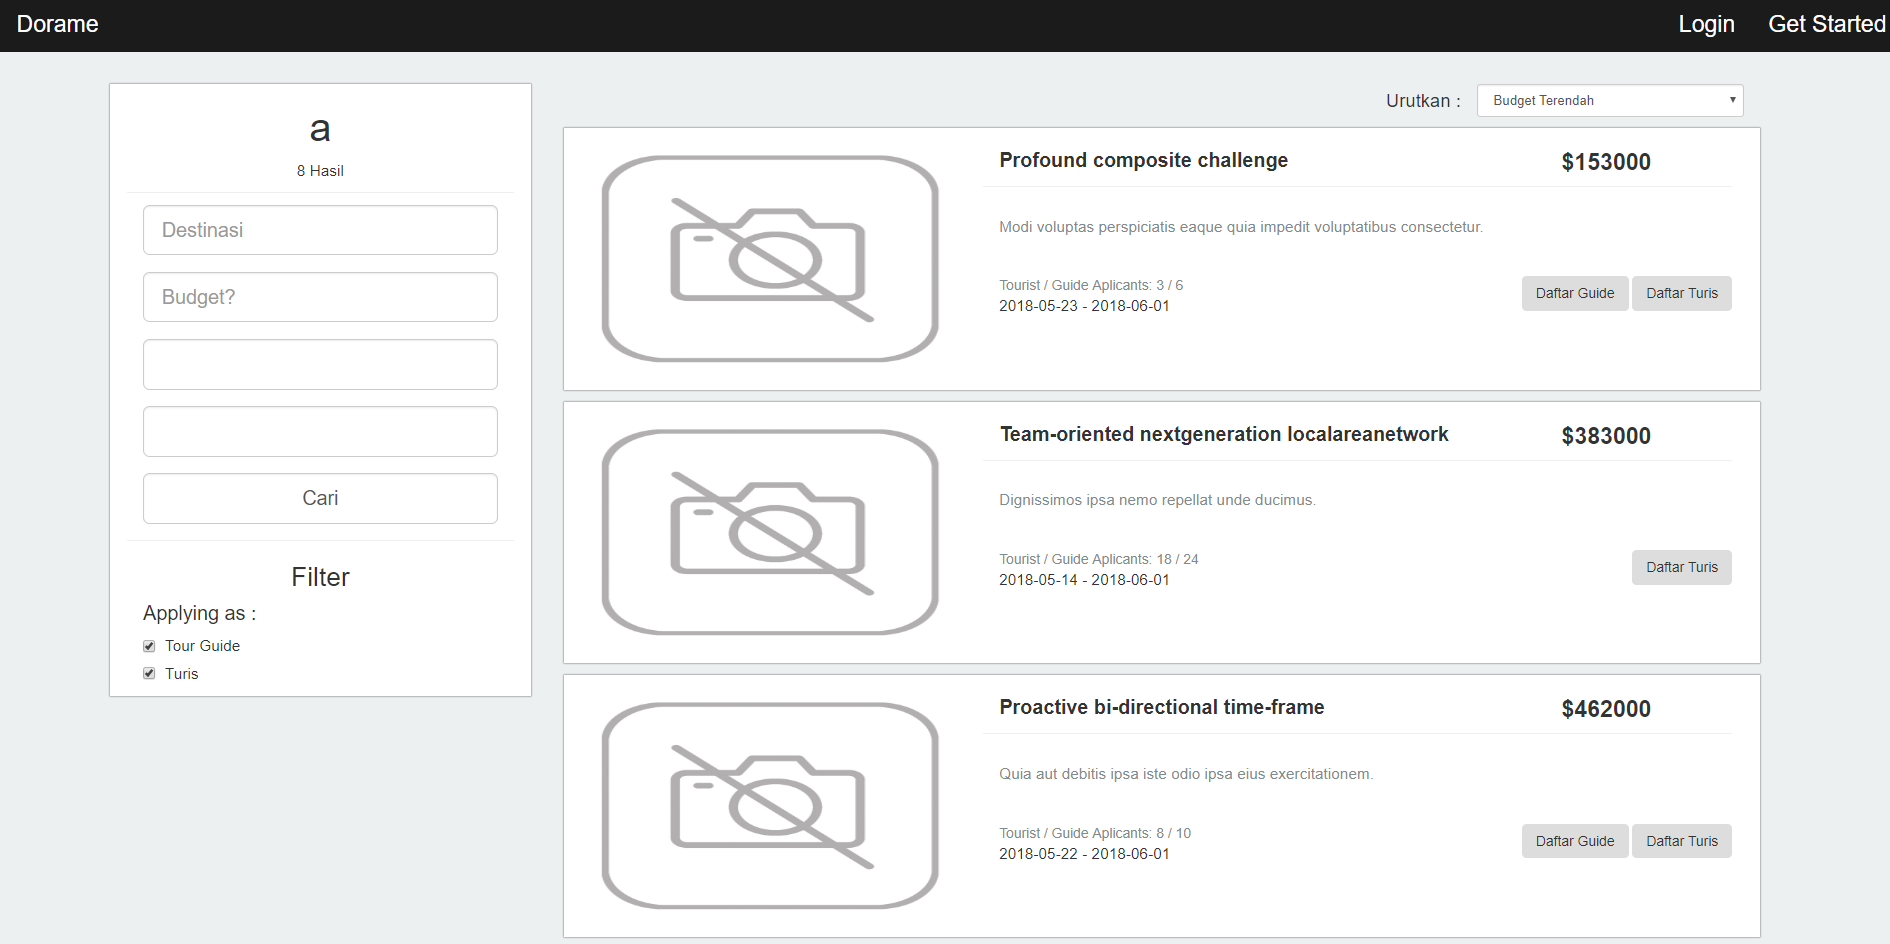 Dorame
Login
Get Started
a
8 Hasil
Destinasi
Budget?
Cari
Filter
Applying as :
Tour Guide
Turis
Urutkan :
Budget Terendah
Profound composite challenge
$153000
Modi voluptas perspiciatis eaque quia impedit voluptatibus consectetur.
Tourist / Guide Aplicants: 3 / 6
2018-05-23 - 2018-06-01
Daftar Guide
Daftar Turis
Team-oriented nextgeneration localareanetwork
$383000
Dignissimos ipsa nemo repellat unde ducimus.
Tourist / Guide Aplicants: 18 / 24
2018-05-14 - 2018-06-01
Daftar Turis
Proactive bi-directional time-frame
$462000
Quia aut debitis ipsa iste odio ipsa eius exercitationem.
Tourist / Guide Aplicants: 8 / 10
2018-05-22 - 2018-06-01
Daftar Guide
Daftar Turis